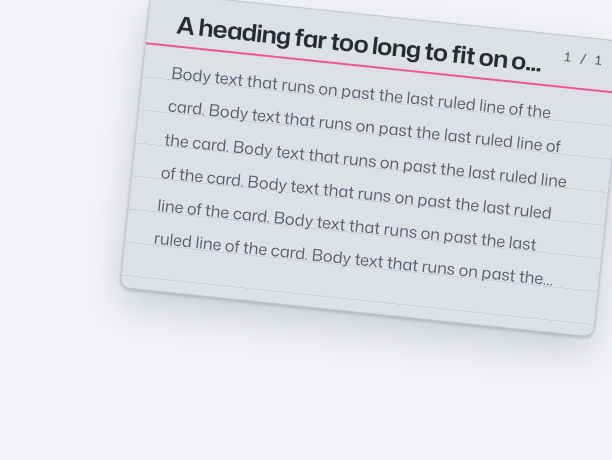 A heading far too long to fit on o...
1 / 1
Body text that runs on past the last ruled line of the
card. Body text that runs on past the last ruled line of
the card. Body text that runs on past the last ruled line
of the card. Body text that runs on past the last ruled
line of the card. Body text that runs on past the last
ruled line of the card. Body text that runs on past the...